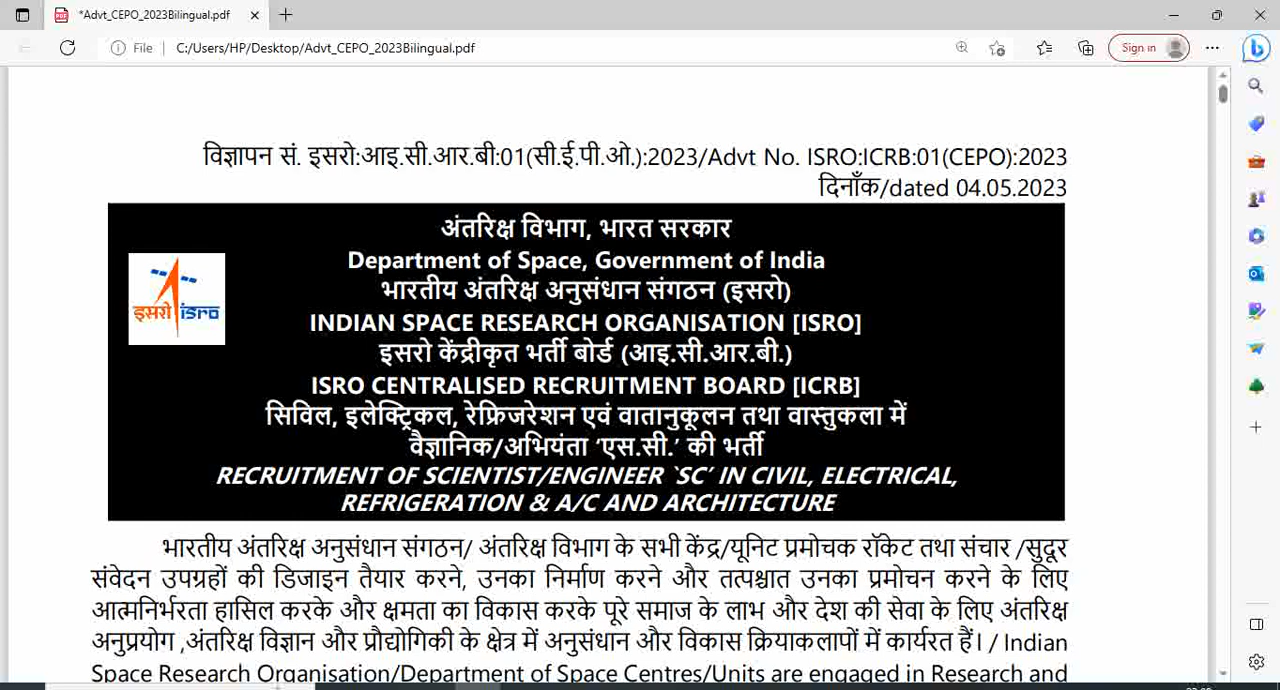 *Advt_CEPO_2023Bilingual.pdf
File
C:/Users/HP/Desktop/Advt_CEPO_2023Bilingual.pdf
Sign in
विज्ञापन सं. इसरो:आइ.सी.आर.बी:01(सी.ई.पी.ओ.):2023/Advt No. ISRO:ICRB:01(CEPO):2023
दिनाँक/dated 04.05.2023
अंतरिक्ष विभाग, भारत सरकार
Department of Space, Government of India
भारतीय अंतरिक्ष अनुसंधान संगठन (इसरो)
INDIAN SPACE RESEARCH ORGANISATION [ISRO]
इसरो isro
इसरो केंद्रीकृत भर्ती बोर्ड (आइ.सी.आर.बी.)
ISRO CENTRALISED RECRUITMENT BOARD [ICRB]
सिविल, इलेक्ट्रिकल, रेफ्रिजरेशन एवं वातानुकूलन तथा वास्तुकला में
वैज्ञानिक/अभियंता ‘एस.सी.’ की भर्ती
RECRUITMENT OF SCIENTIST/ENGINEER `SC’ IN CIVIL, ELECTRICAL,
REFRIGERATION & A/C AND ARCHITECTURE
भारतीय अंतरिक्ष अनुसंधान संगठन/ अंतरिक्ष विभाग के सभी केंद्र/यूनिट प्रमोचक रॉकेट तथा संचार /सुदूर
संवेदन उपग्रहों की डिजाइन तैयार करने, उनका निर्माण करने और तत्पश्चात उनका प्रमोचन करने के लिए
आत्मनिर्भरता हासिल करके और क्षमता का विकास करके पूरे समाज के लाभ और देश की सेवा के लिए अंतरिक्ष
अनुप्रयोग ,अंतरिक्ष विज्ञान और प्रौद्योगिकी के क्षेत्र में अनुसंधान और विकास क्रियाकलापों में कार्यरत हैं। / Indian
Space Research Organisation/Department of Space Centres/Units are engaged in Research and